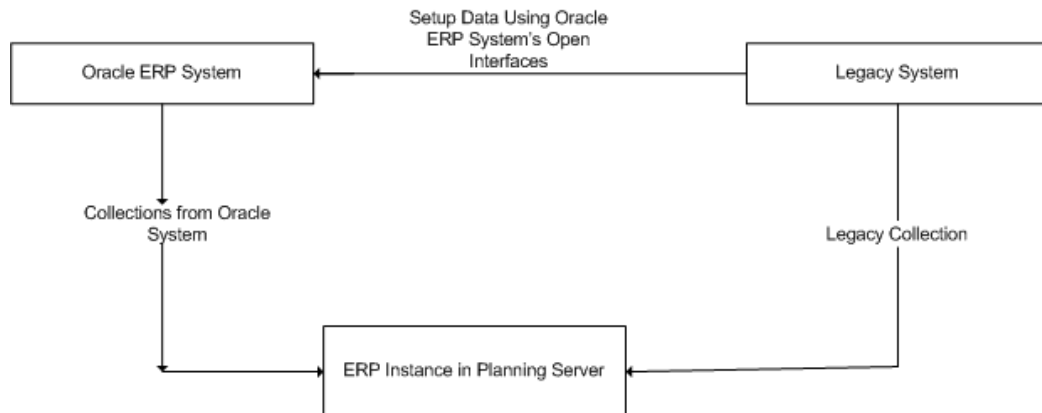 Setup Data Using Oracle
ERP System's Open
Interfaces
Oracle ERP System
Legacy System
Collections from Oracle
System
Legacy Collection
ERP Instance in Planning Server